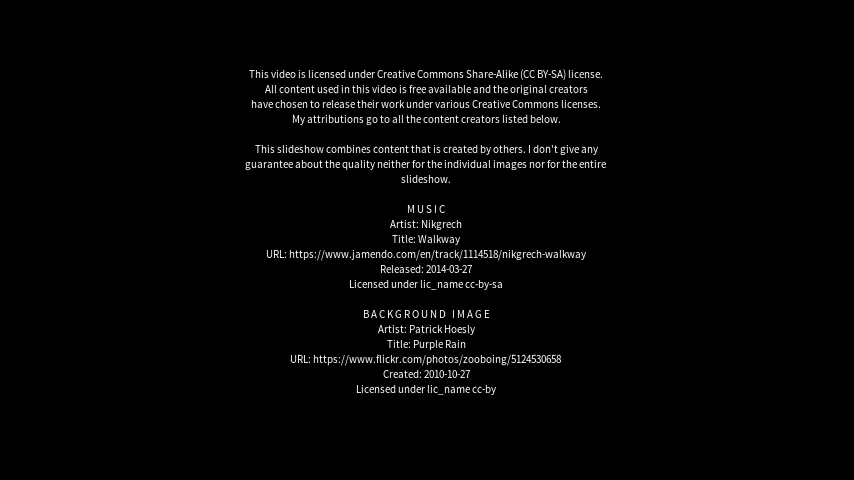 This video is licensed under Creative Commons Share-Alike (CC BY-SA) license.
All content used in this video is free available and the original creators
have chosen to release their work under various Creative Commons licenses.
My attributions go to all the content creators listed below.
This slideshow combines content that is created by others. I don't give any
guarantee about the quality neither for the individual images nor for the entire
slideshow.
MUSIC
Artist: Nikgrech
Title: Walkway
URL: https://www.jamendo.com/en/track/1114518/nikgrech-walkway
Released: 2014-03-27
Licensed under lic_name cc-by-sa
BACKGROUND IMAGE
Artist: Patrick Hoesly
Title: Purple Rain
URL: https://www.flickr.com/photos/zooboing/5124530658
Created: 2010-10-27
Licensed under lic_name cc-by